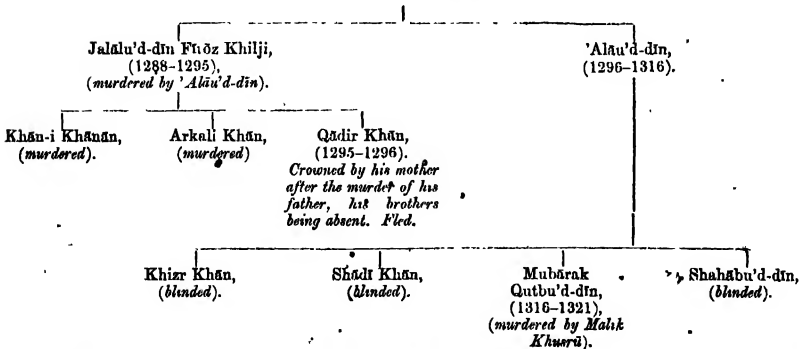 Jalālu'd-dīn Fīrōz Khilji,
(1288-1295),
(murdered by 'Alāu'd-dīn).
'Alāu'd-dīn,
(1296-1316).
Khān-i Khānān,
(murdered).
Arkali Khān,
(murdered)
Qādir Khān,
(1295-1296).
Crowned by his mother
after the murder of his
father, his brothers
being absent. Fled.
Khizr Khān,
(blinded).
Shādī Khān,
(blinded).
Mubārak
Qutbu'd-dīn,
(1316-1321),
(murdered by Malik
Khusrū).
Shahābu'd-dīn,
(blinded).